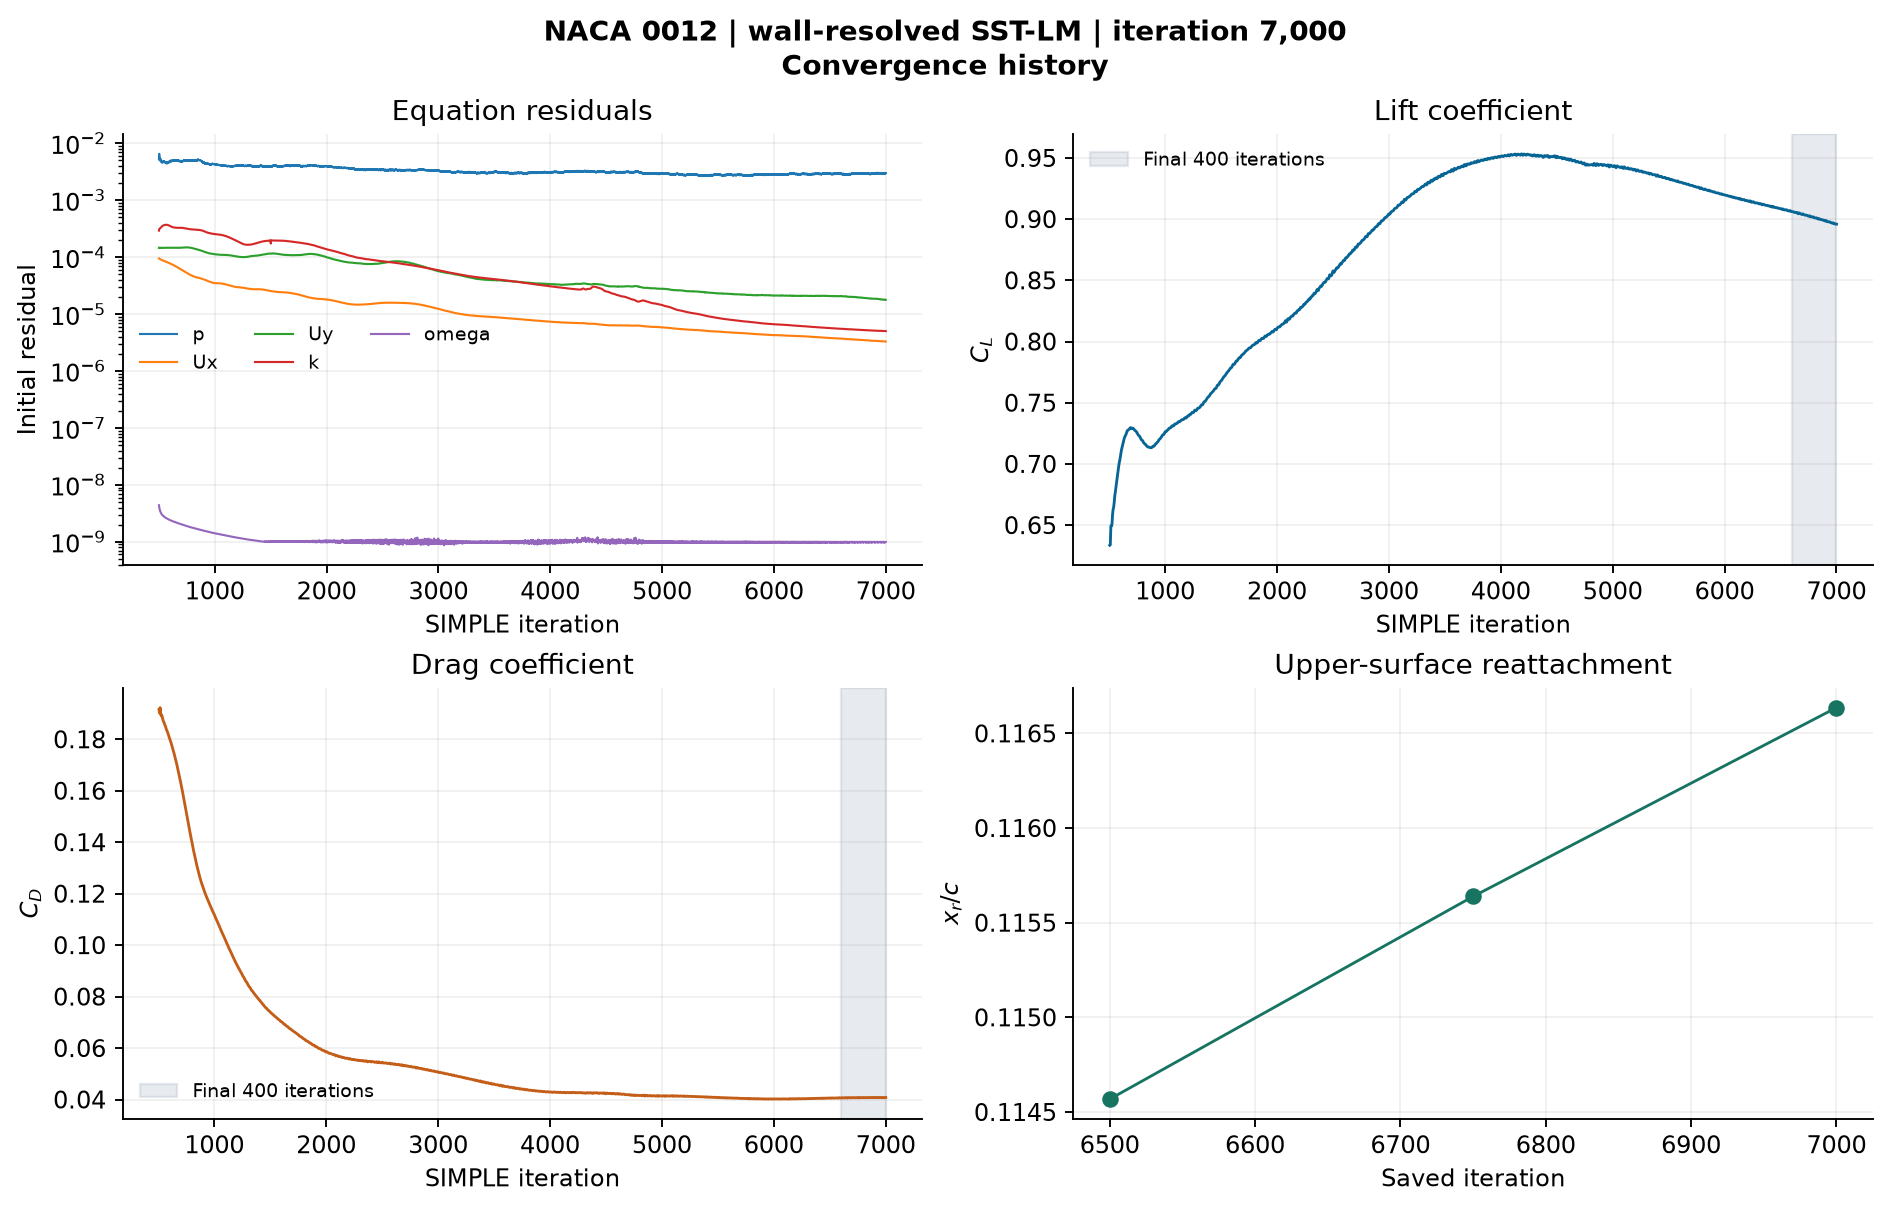 NACA 0012 | wall-resolved SST-LM | iteration 7,000
Convergence history
Equation residuals
10⁻²
10⁻³
10⁻⁴
10⁻⁵
10⁻⁶
10⁻⁷
10⁻⁸
10⁻⁹
Initial residual
p
Ux
Uy
k
omega
1000 2000 3000 4000 5000 6000 7000
SIMPLE iteration
Lift coefficient
Final 400 iterations
0.95
0.90
0.85
0.80
0.75
0.70
0.65
C_L
1000 2000 3000 4000 5000 6000 7000
SIMPLE iteration
Drag coefficient
0.18
0.16
0.14
0.12
0.10
0.08
0.06
0.04
C_D
Final 400 iterations
1000 2000 3000 4000 5000 6000 7000
SIMPLE iteration
Upper-surface reattachment
0.1165
0.1160
0.1155
0.1150
0.1145
x_r/c
6500 6600 6700 6800 6900 7000
Saved iteration